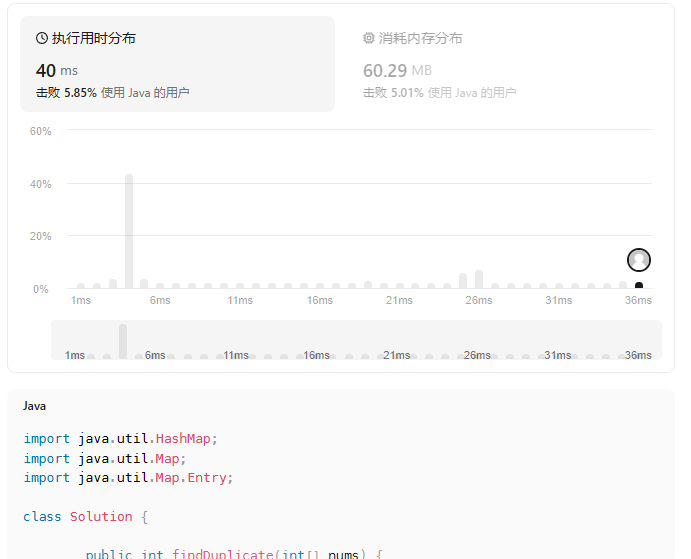 执行用时分布
40 ms
击败 5.85% 使用 Java 的用户
消耗内存分布
60.29 MB
击败 5.01% 使用 Java 的用户
60%
40%
20%
0%
1ms 6ms 11ms 16ms 21ms 26ms 31ms 36ms
1ms 6ms 11ms 16ms 21ms 26ms 31ms 36ms
Java
import java.util.HashMap;
import java.util.Map;
import java.util.Map.Entry;
class Solution {
public int findDuplicate(int[] nums) {